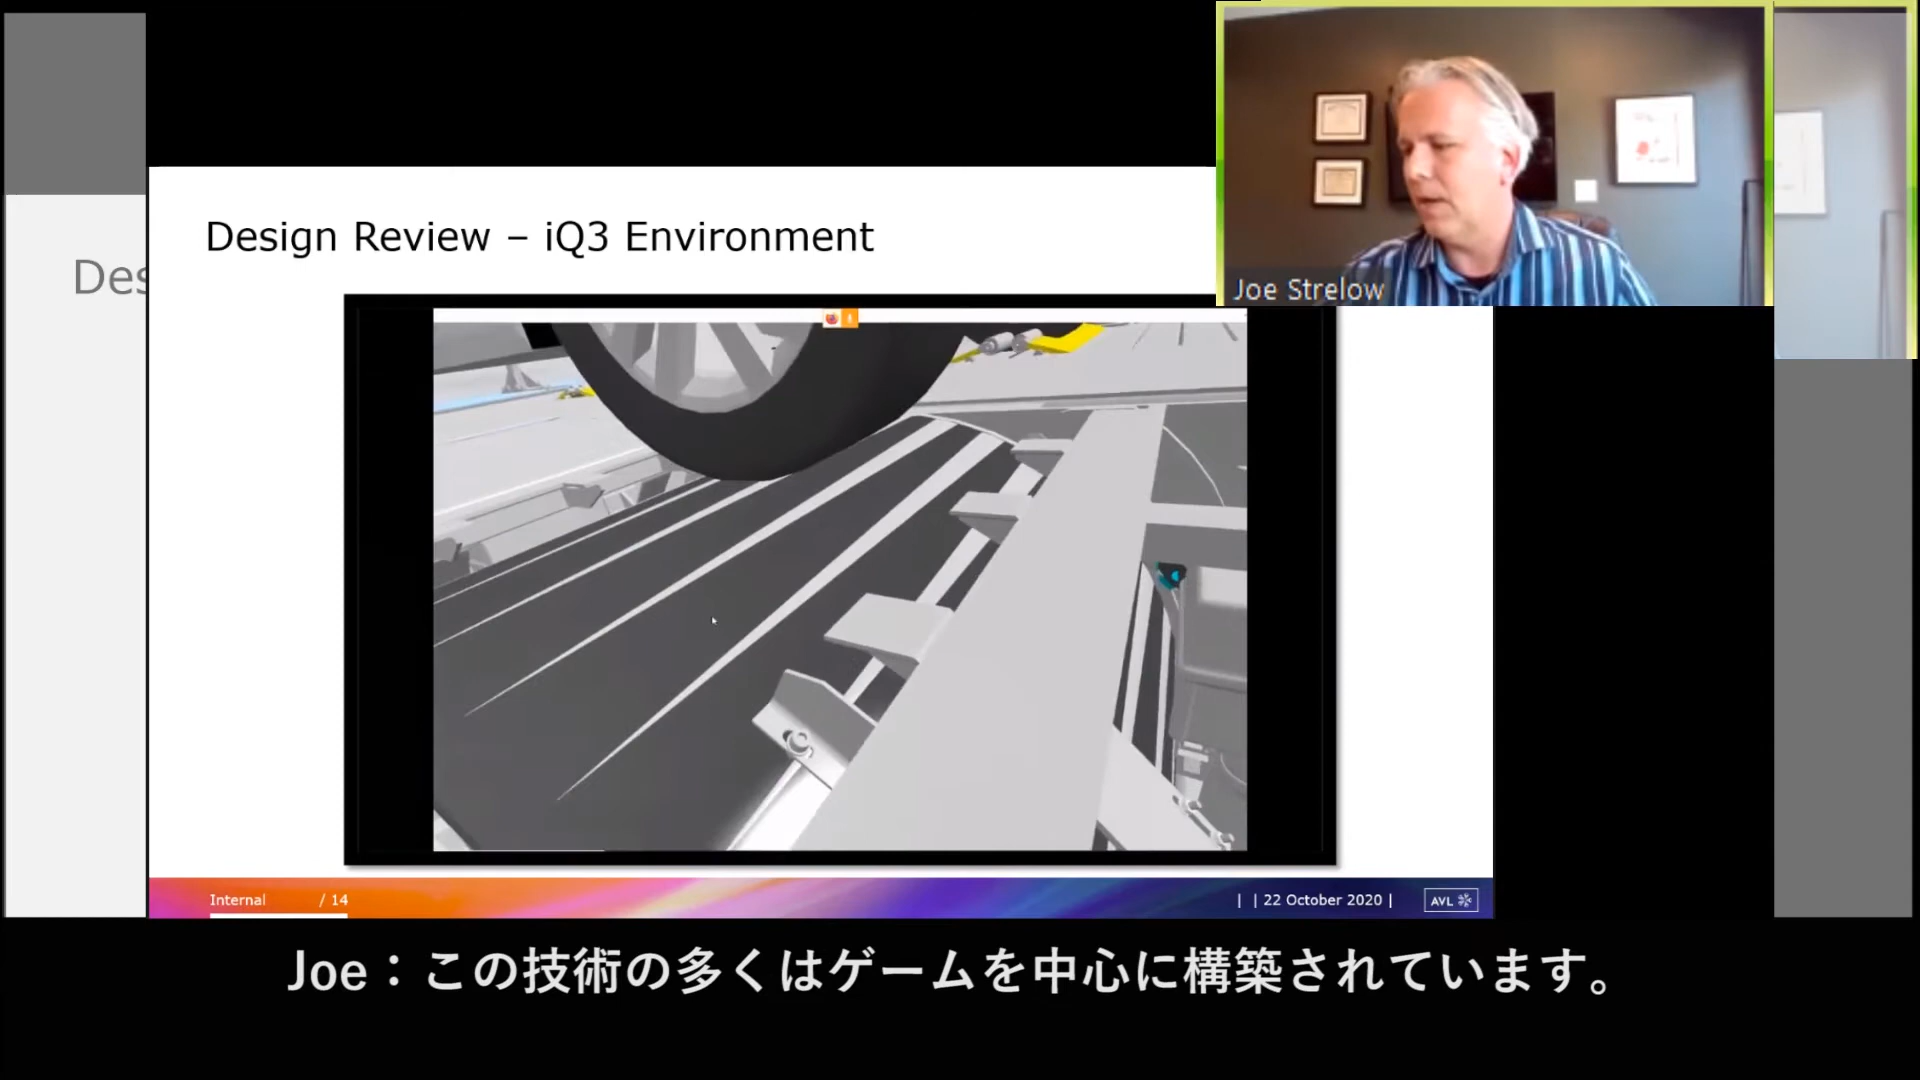 Des
Design Review – iQ3 Environment
Joe Strelow
Internal / 14
| | 22 October 2020 |
AVL
Joe：この技術の多くはゲームを中心に構築されています。